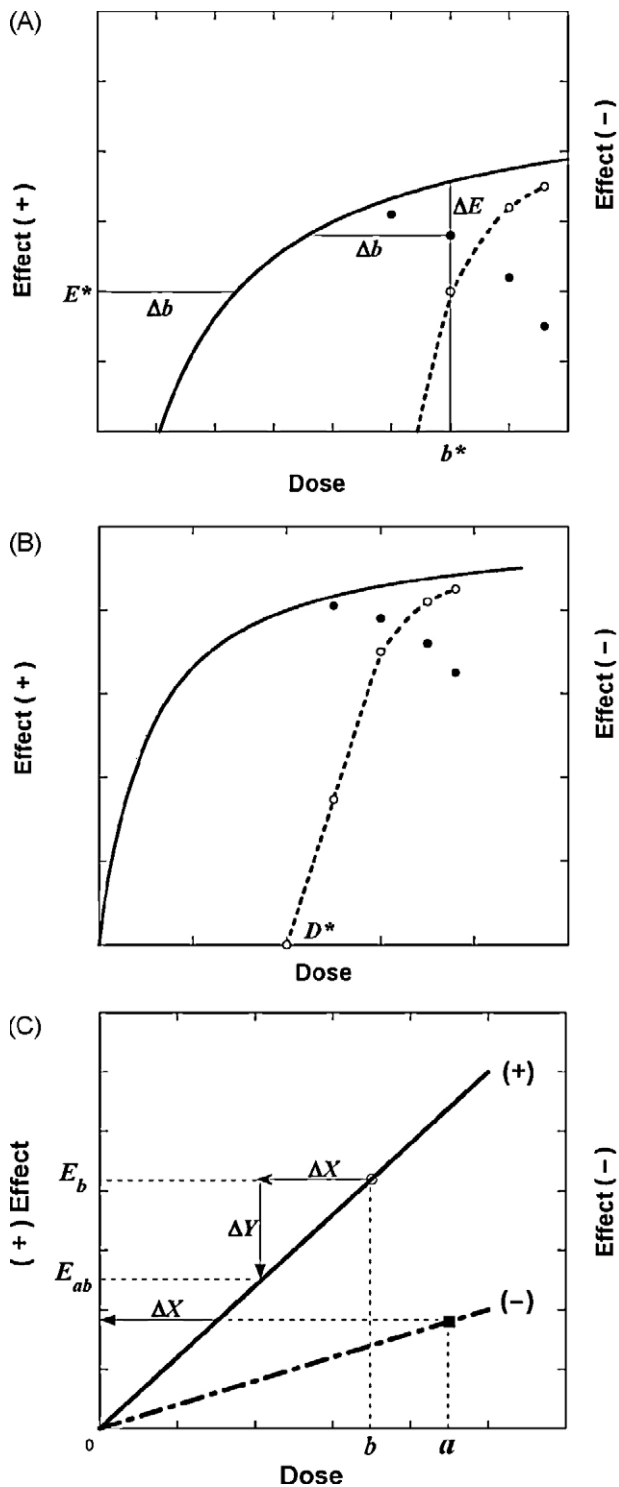 (A)
Effect (+)
Effect (−)
ΔE
Δb
E*
Δb
b*
Dose
(B)
Effect (+)
Effect (−)
D*
Dose
(C)
(+)
(+) Effect
Effect (−)
E_b
ΔX
ΔY
E_ab
ΔX
(−)
0
b
a
Dose